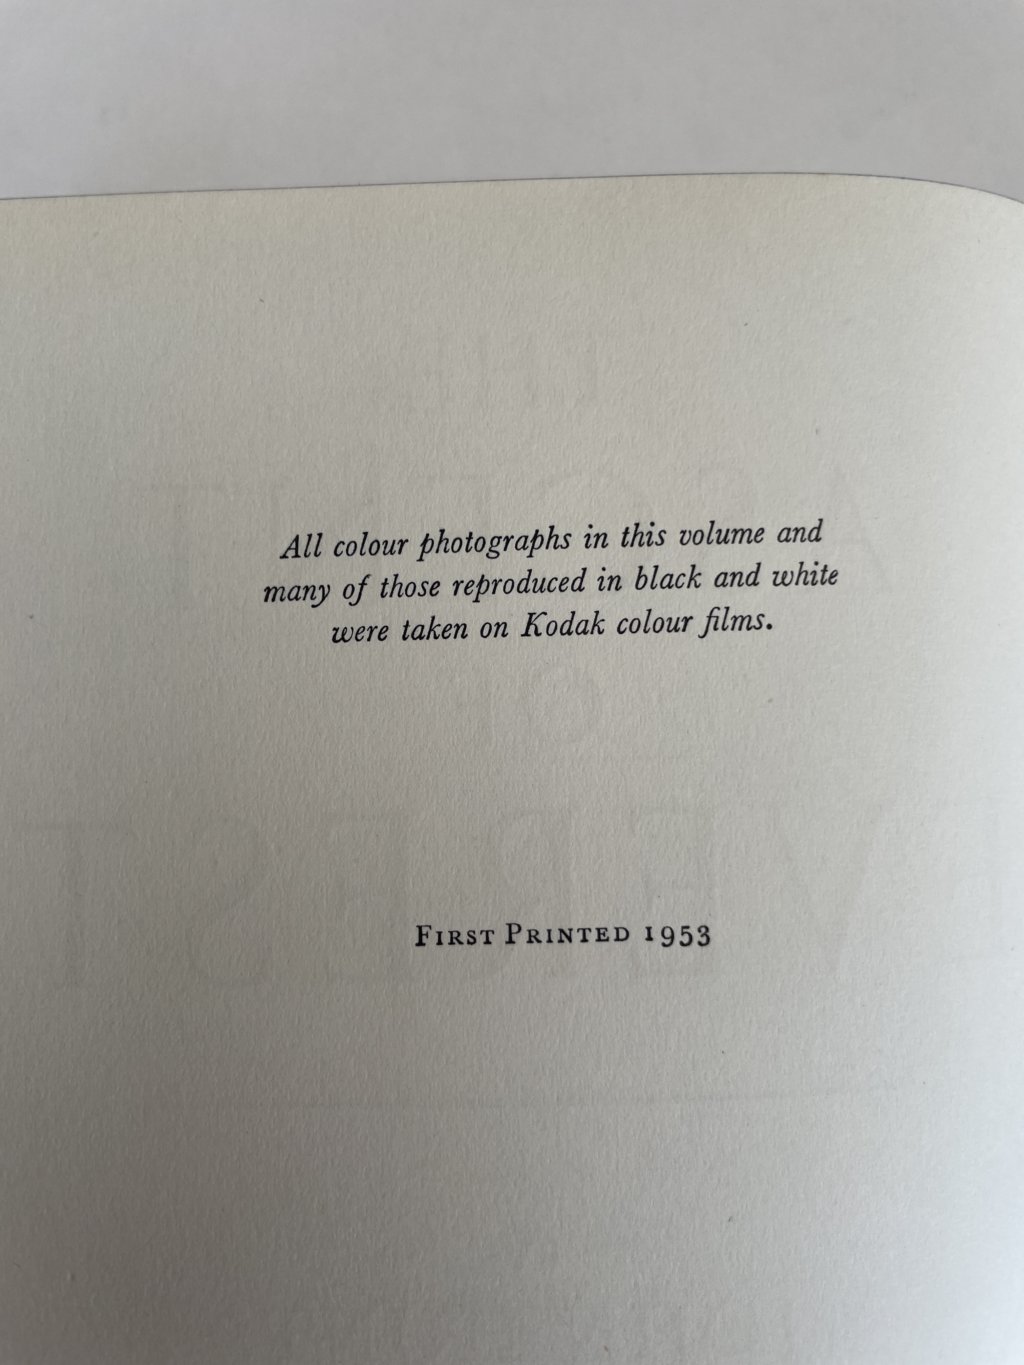 All colour photographs in this volume and
many of those reproduced in black and white
were taken on Kodak colour films.
FIRST PRINTED 1953